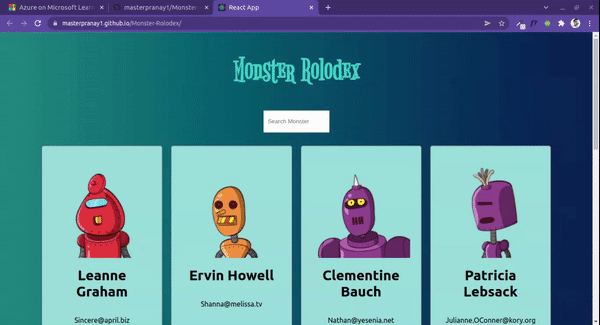 Azure on Microsoft Lear
masterpranay1/Monster
React App
masterpranay1.github.io/Monster-Rolodex/
Monster Rolodex
Search Monster
Leanne
Graham
Ervin Howell
Clementine
Bauch
Patricia
Lebsack
Sincere@april.biz
Shanna@melissa.tv
Nathan@yesenia.net
Julianne.OConner@kory.org